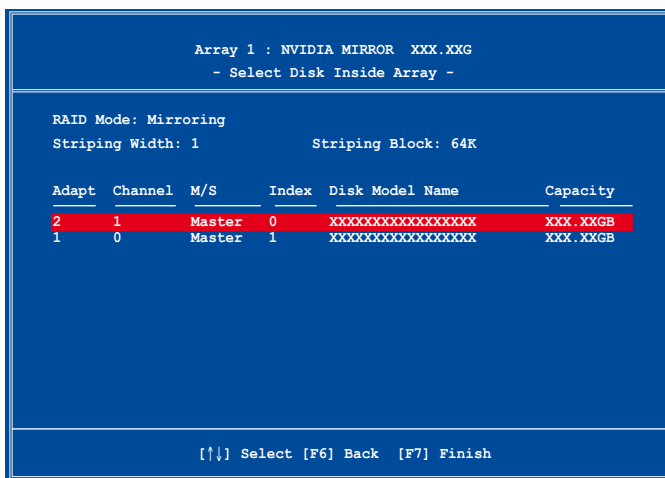 Array 1 : NVIDIA MIRROR XXX.XXG
- Select Disk Inside Array -
RAID Mode: Mirroring
Striping Width: 1 Striping Block: 64K
Adapt Channel M/S Index Disk Model Name Capacity
2 1 Master 0 XXXXXXXXXXXXXXXXX XXX.XXGB
1 0 Master 1 XXXXXXXXXXXXXXXXX XXX.XXGB
[↑↓] Select [F6] Back [F7] Finish